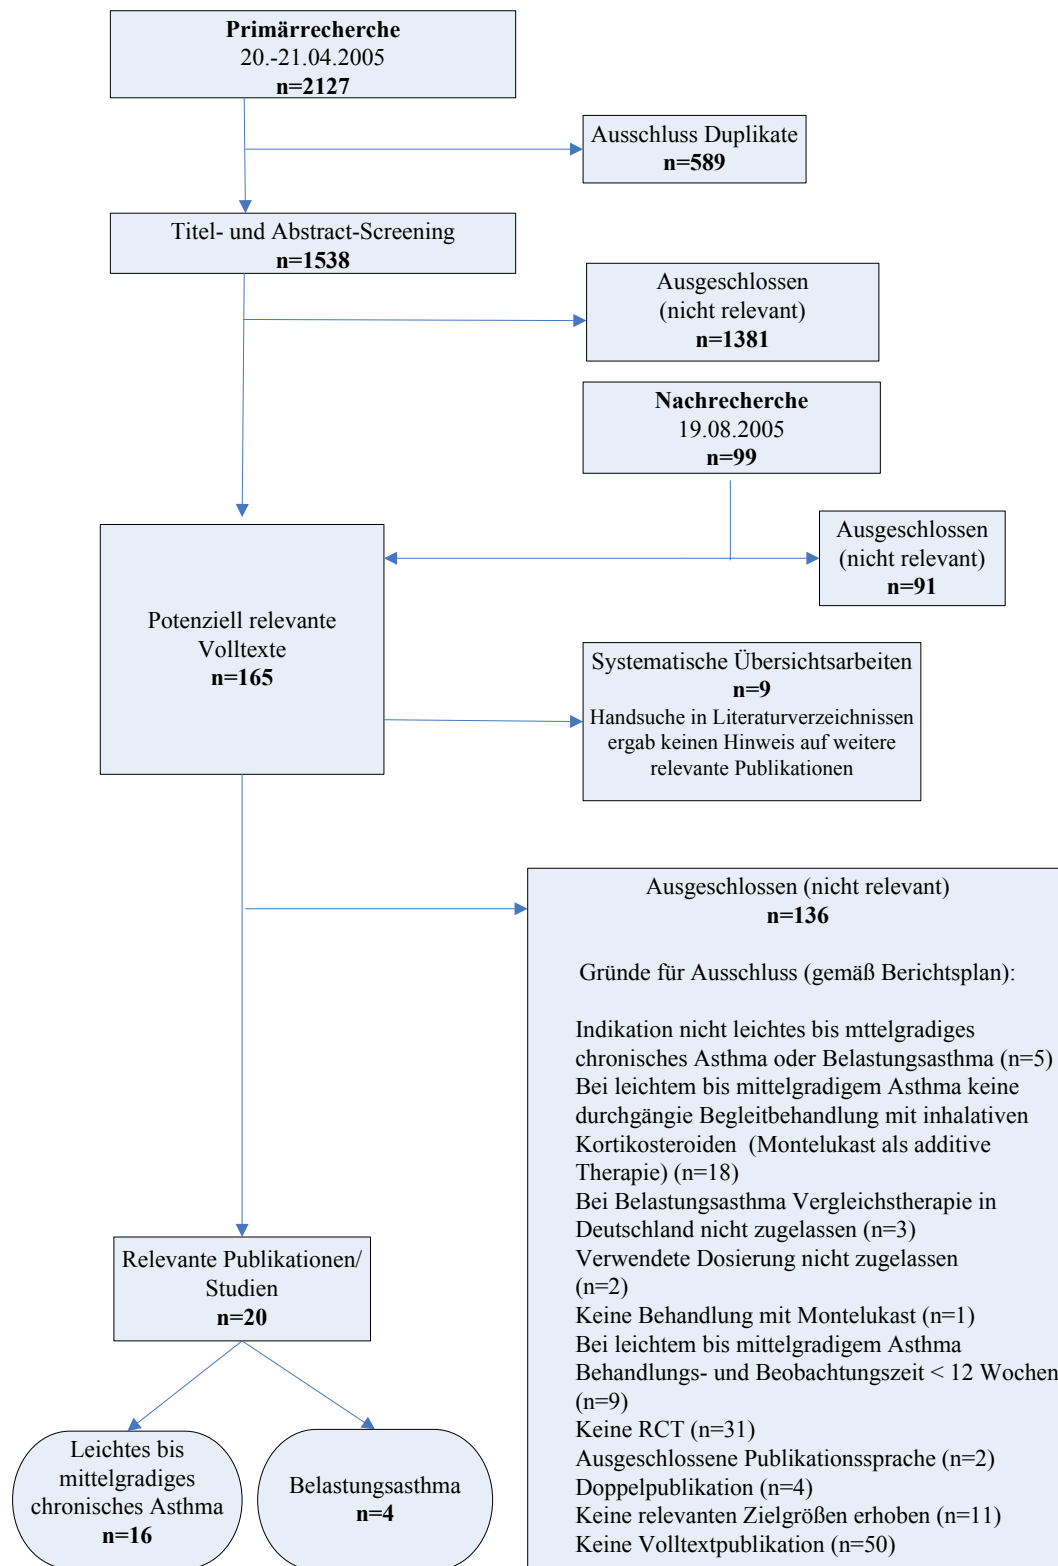 Primärrecherche
20.-21.04.2005
n=2127
Ausschluss Duplikate
n=589
Titel- und Abstract-Screening
n=1538
Ausgeschlossen
(nicht relevant)
n=1381
Nachrecherche
19.08.2005
n=99
Ausgeschlossen
(nicht relevant)
n=91
Potenziell relevante
Volltexte
n=165
Systematische Übersichtsarbeiten
n=9
Handsuche in Literaturverzeichnissen
ergab keinen Hinweis auf weitere
relevante Publikationen
Ausgeschlossen (nicht relevant)
n=136
Gründe für Ausschluss (gemäß Berichtsplan):
Indikation nicht leichtes bis mttelgradiges
chronisches Asthma oder Belastungsasthma (n=5)
Bei leichtem bis mittelgradigem Asthma keine
durchgängie Begleitbehandlung mit inhalativen
Kortikosteroiden (Montelukast als additive
Therapie) (n=18)
Bei Belastungsasthma Vergleichstherapie in
Deutschland nicht zugelassen (n=3)
Verwendete Dosierung nicht zugelassen
(n=2)
Keine Behandlung mit Montelukast (n=1)
Bei leichtem bis mittelgradigem Asthma
Behandlungs- und Beobachtungszeit < 12 Wochen
(n=9)
Keine RCT (n=31)
Ausgeschlossene Publikationssprache (n=2)
Doppelpublikation (n=4)
Keine relevanten Zielgrößen erhoben (n=11)
Keine Volltextpublikation (n=50)
Relevante Publikationen/
Studien
n=20
Leichtes bis
mittelgradiges
chronisches Asthma
n=16
Belastungsasthma
n=4